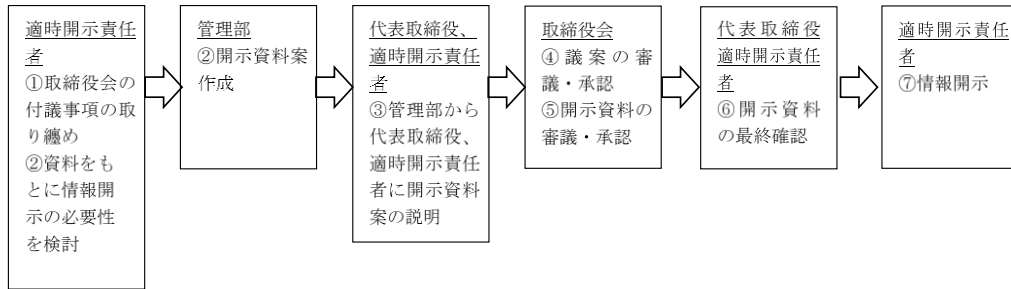 適時開示責任
者
①取締役会の
付議事項の取
り纏め
②資料をも
とに情報開
示の必要性
を検討
管理部
②開示資料案
作成
代表取締役、
適時開示責任
者
③管理部から
代表取締役、
適時開示責任
者に開示資料
案の説明
取締役会
④議案の審
議・承認
⑤開示資料の
審議・承認
代表取締役
適時開示責任
者
⑥開示資料
の最終確認
適時開示責任
者
⑦情報開示